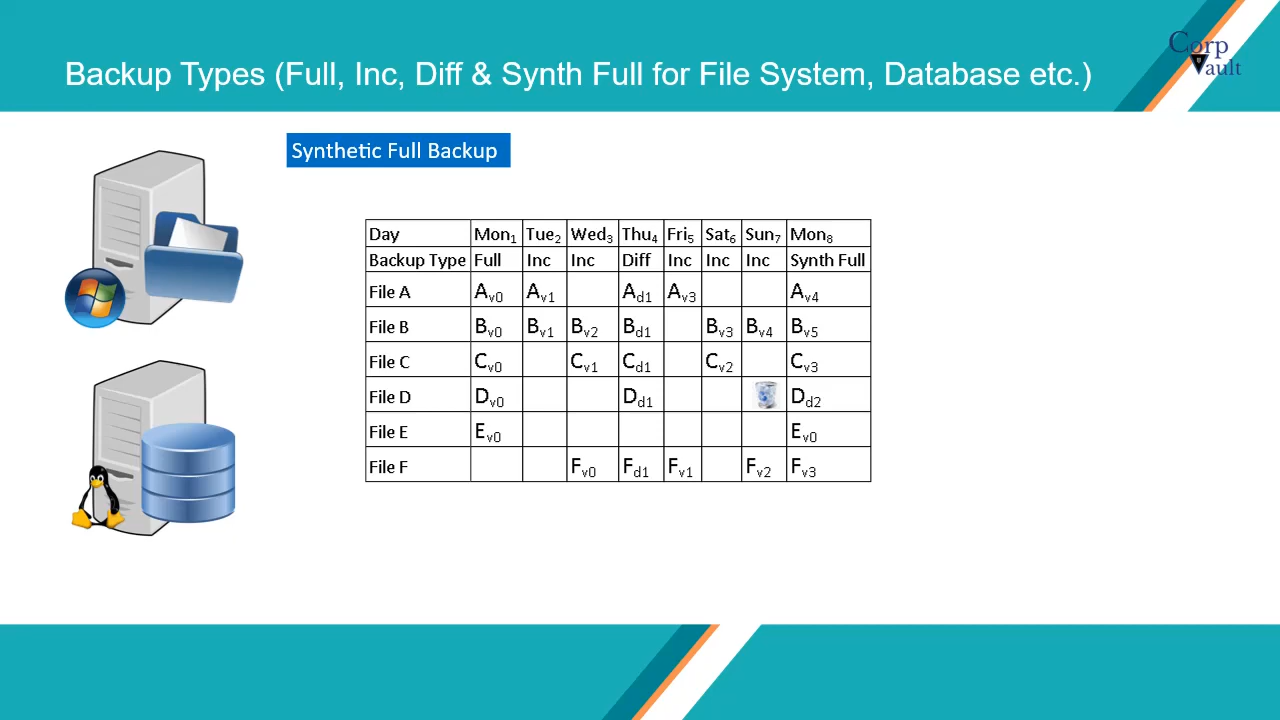 Corp
Vault
Backup Types (Full, Inc, Diff & Synth Full for File System, Database etc.)
Synthetic Full Backup
Day Mon1 Tue2 Wed3 Thu4 Fri5 Sat6 Sun7 Mon8
Backup Type Full Inc Inc Diff Inc Inc Inc Synth Full
File A Av0 Av1 Ad1 Av3 Av4
File B Bv0 Bv1 Bv2 Bd1 Bv3 Bv4 Bv5
File C Cv0 Cv1 Cd1 Cv2 Cv3
File D Dv0 Dd1 Dd2
File E Ev0 Ev0
File F Fv0 Fd1 Fv1 Fv2 Fv3